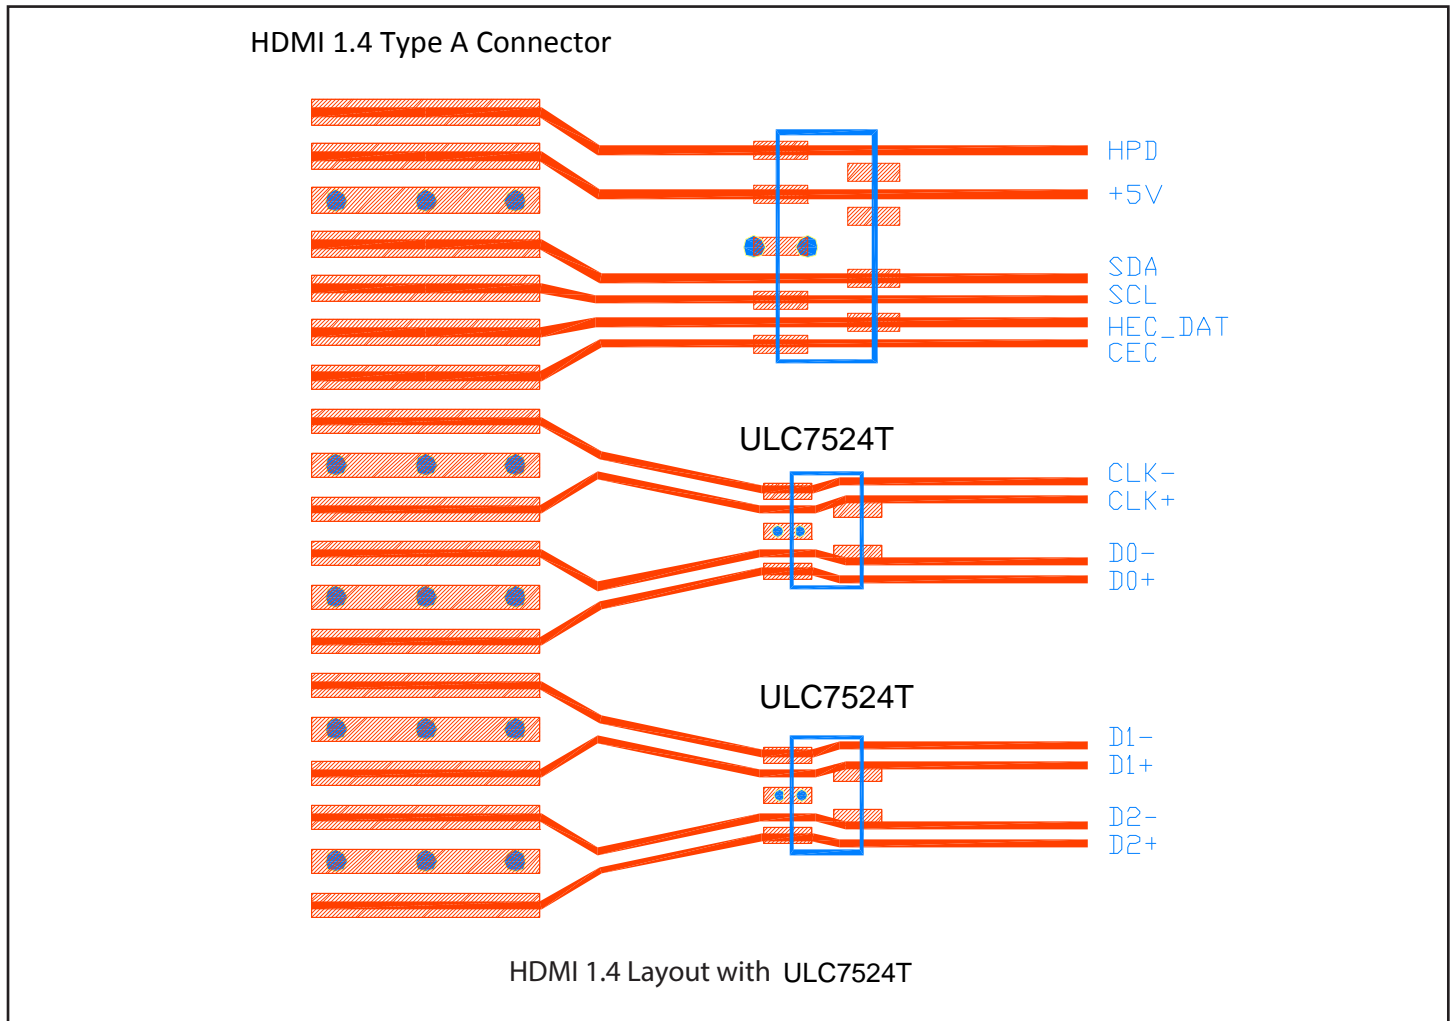 HDMI 1.4 Type A Connector
HPD
+5V
SDA
SCL
HEC_DAT
CEC
ULC7524T
CLK-
CLK+
D0-
D0+
ULC7524T
D1-
D1+
D2-
D2+
HDMI 1.4 Layout with ULC7524T